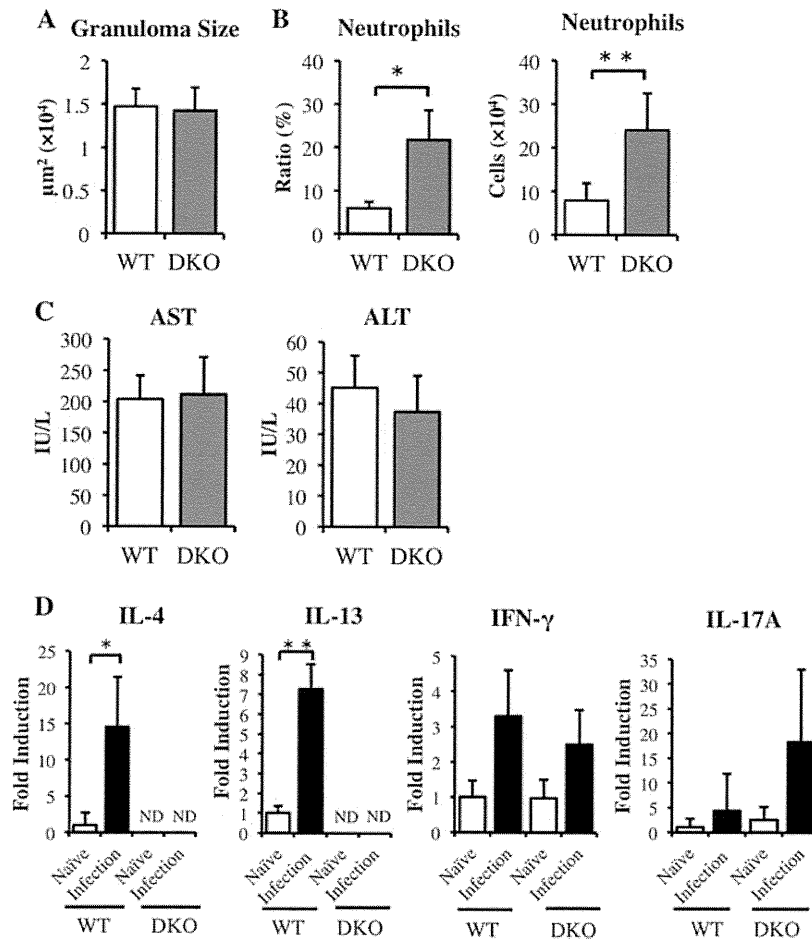 A Granuloma Size
µm² (×10⁴)
2
1.5
1
0.5
0
WT DKO
B Neutrophils
Ratio (%)
40
30
20
10
0
*
WT DKO
Neutrophils
Cells (×10⁴)
40
30
20
10
0
* *
WT DKO
C AST
IU/L
300
250
200
150
100
50
0
WT DKO
ALT
IU/L
60
50
40
30
20
10
0
WT DKO
D IL-4
Fold Induction
25
20
15
10
5
0
*
ND ND
Naïve
Infection
Naïve
Infection
WT DKO
IL-13
Fold Induction
9
8
7
6
5
4
3
2
1
0
* *
ND ND
Naïve
Infection
Naïve
Infection
WT DKO
IFN-γ
Fold Induction
5
4
3
2
1
0
Naïve
Infection
Naïve
Infection
WT DKO
IL-17A
Fold Induction
35
30
25
20
15
10
5
0
Naïve
Infection
Naïve
Infection
WT DKO